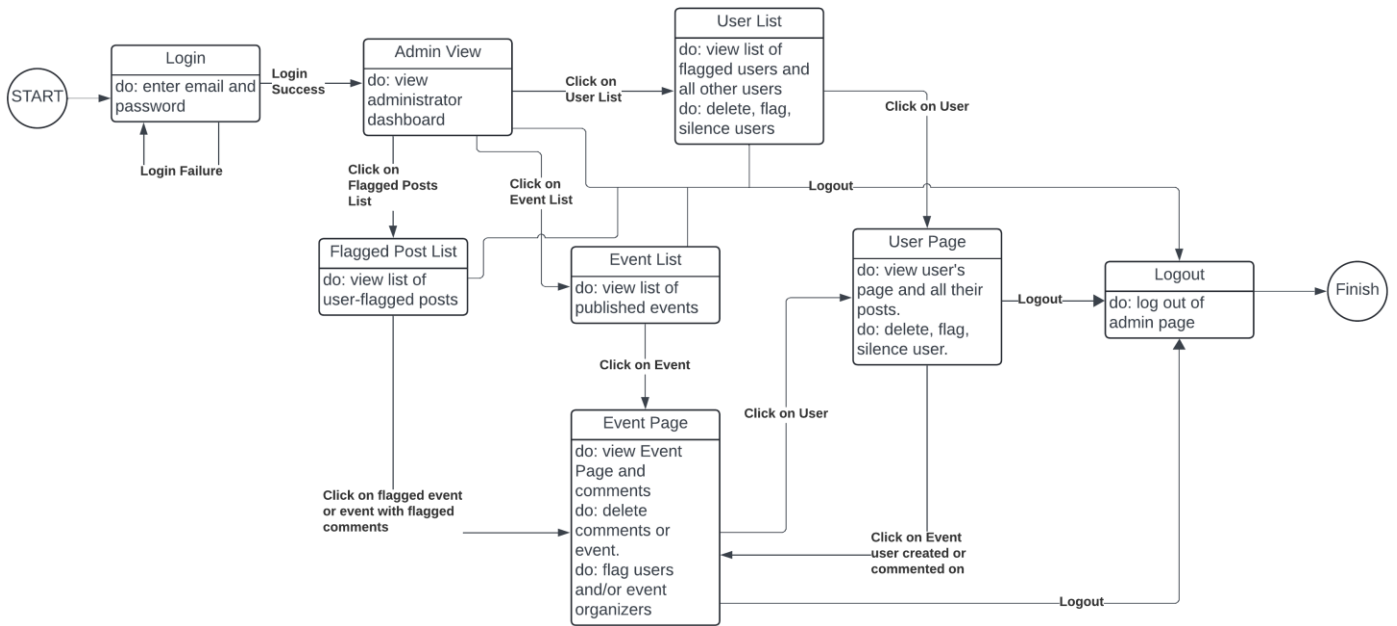 START
Login
do: enter email and
password
Login Failure
Login
Success
Admin View
do: view
administrator
dashboard
Click on
User List
User List
do: view list of
flagged users and
all other users
do: delete, flag,
silence users
Click on User
Click on
Flagged Posts
List
Click on
Event List
Logout
Flagged Post List
do: view list of
user-flagged posts
Event List
do: view list of
published events
User Page
do: view user's
page and all their
posts.
do: delete, flag,
silence user.
Logout
Logout
do: log out of
admin page
Finish
Click on Event
Click on User
Event Page
do: view Event
Page and
comments
do: delete
comments or
event.
do: flag users
and/or event
organizers
Click on flagged event
or event with flagged
comments
Click on Event
user created or
commented on
Logout